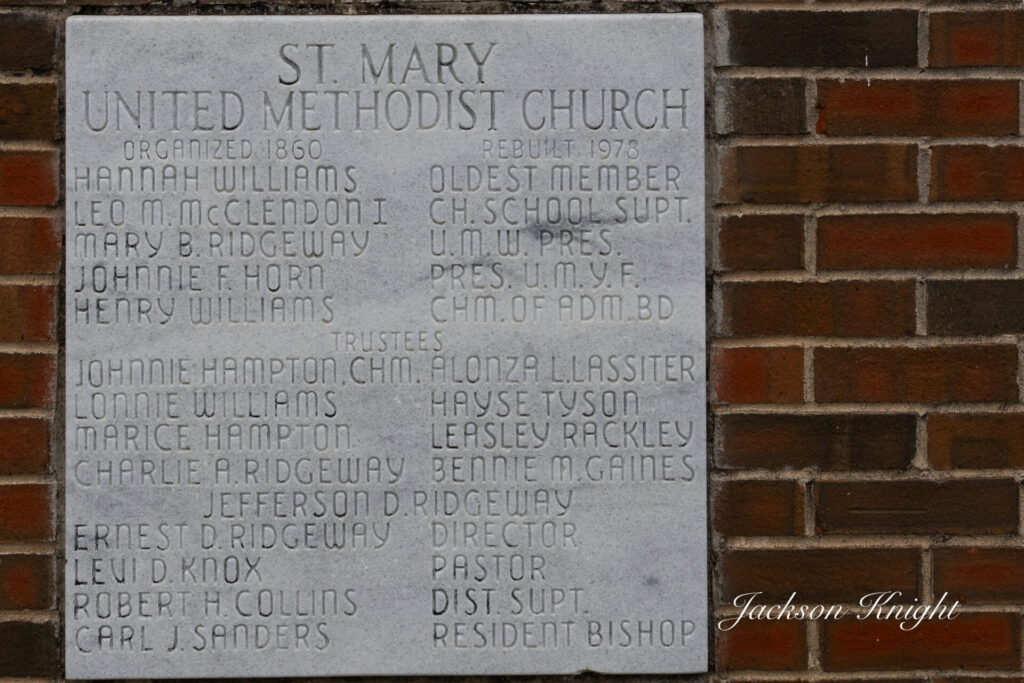 ST. MARY
UNITED METHODIST CHURCH
ORGANIZED 1860 REBUILT 1978
HANNAH WILLIAMS OLDEST MEMBER
LEO M. McCLENDON I CH. SCHOOL SUPT.
MARY B. RIDGEWAY U.M.W. PRES.
JOHNNIE F. HORN PRES. U.M.Y.F.
HENRY WILLIAMS CHM. OF ADM. BD
TRUSTEES
JOHNNIE HAMPTON, CHM. ALONZA L. LASSITER
LONNIE WILLIAMS HAYSE TYSON
MARICE HAMPTON LEASLEY RACKLEY
CHARLIE A. RIDGEWAY BENNIE M. GAINES
JEFFERSON D. RIDGEWAY
ERNEST D. RIDGEWAY DIRECTOR
LEVI D. KNOX PASTOR
ROBERT H. COLLINS DIST. SUPT.
CARL J. SANDERS RESIDENT BISHOP
Jackson Knight